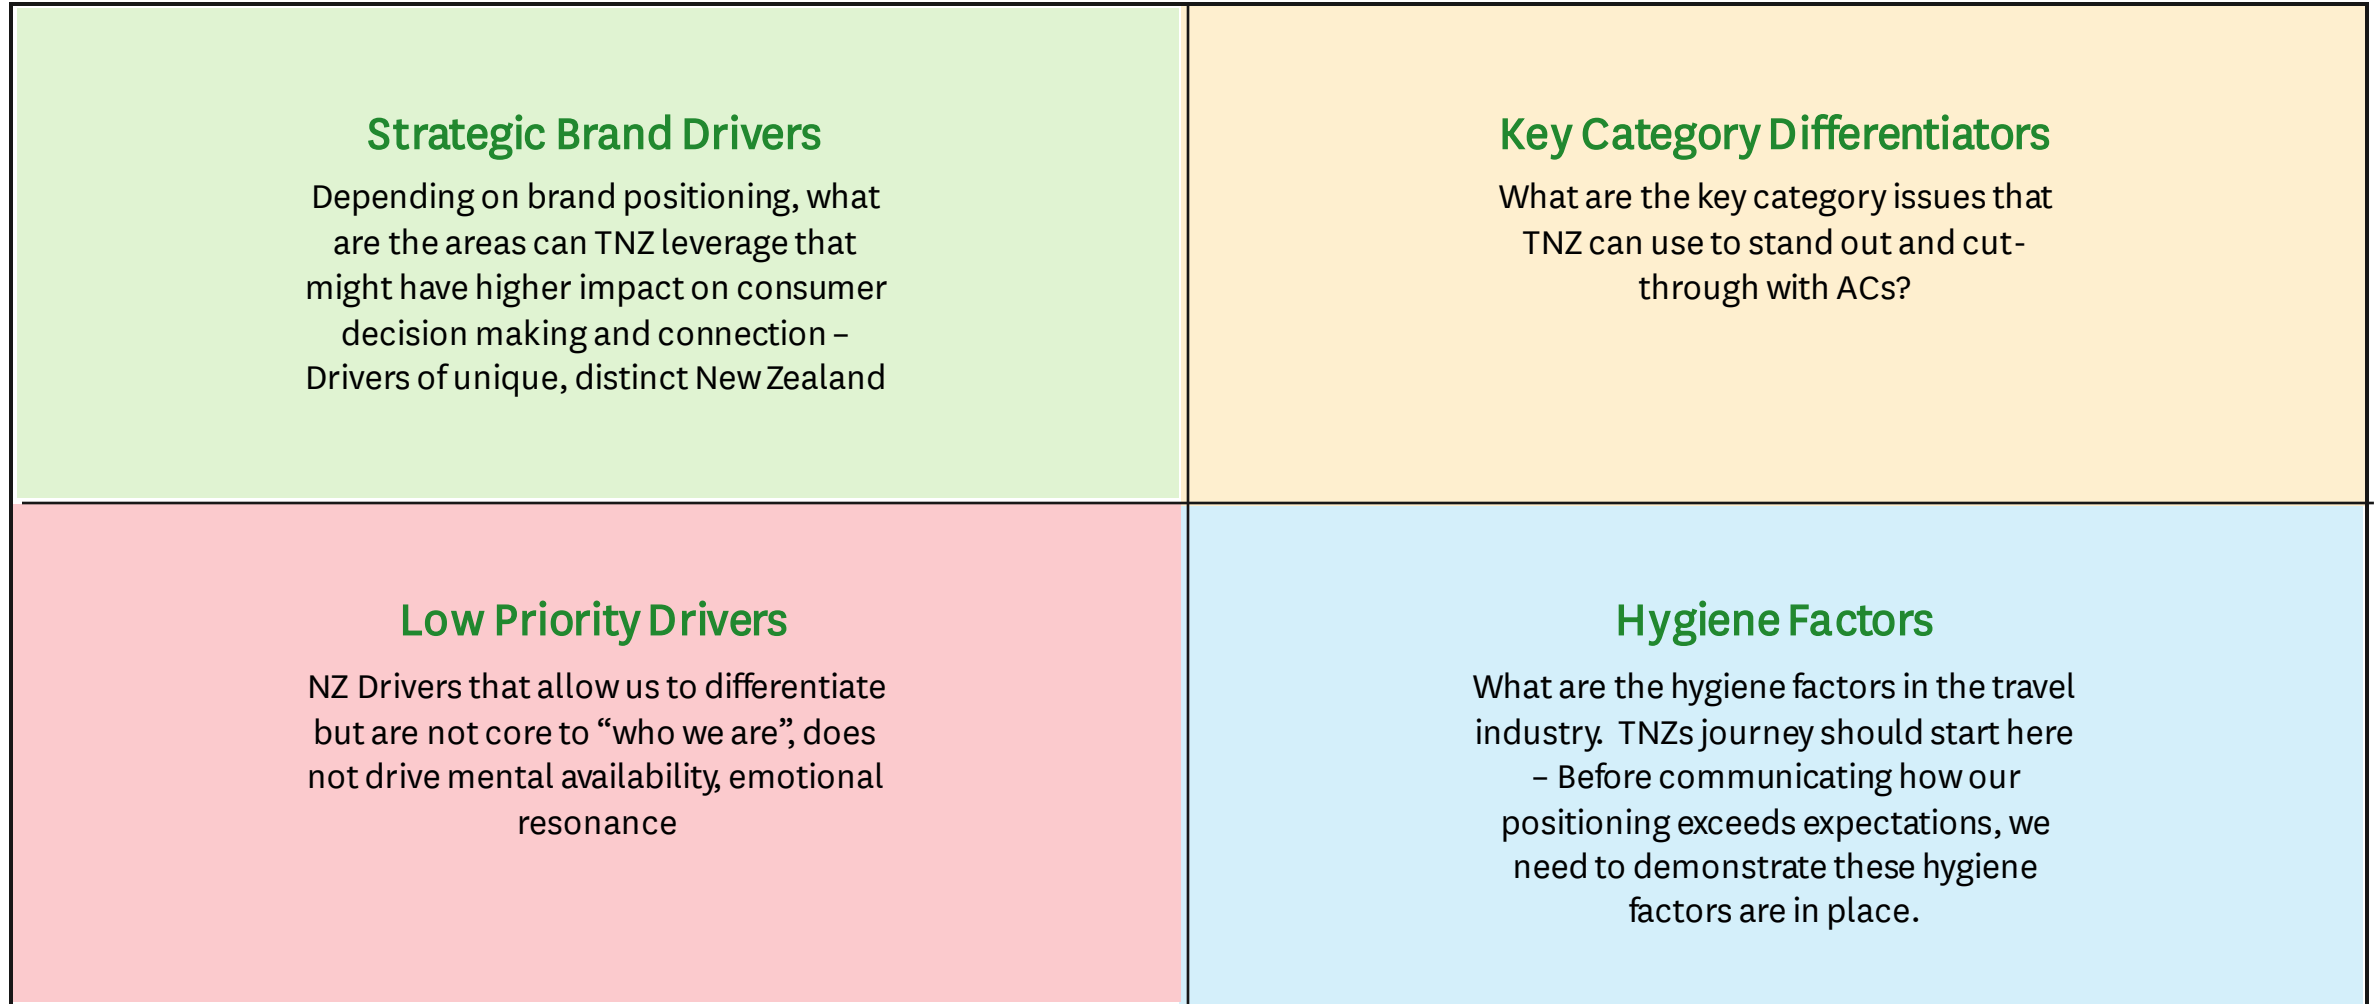 Strategic Brand Drivers
Depending on brand positioning, what
are the areas can TNZ leverage that
might have higher impact on consumer
decision making and connection –
Drivers of unique, distinct New Zealand
Key Category Differentiators
What are the key category issues that
TNZ can use to stand out and cut-
through with ACs?
Low Priority Drivers
NZ Drivers that allow us to differentiate
but are not core to “who we are”, does
not drive mental availability, emotional
resonance
Hygiene Factors
What are the hygiene factors in the travel
industry.  TNZs journey should start here
– Before communicating how our
positioning exceeds expectations, we
need to demonstrate these hygiene
factors are in place.